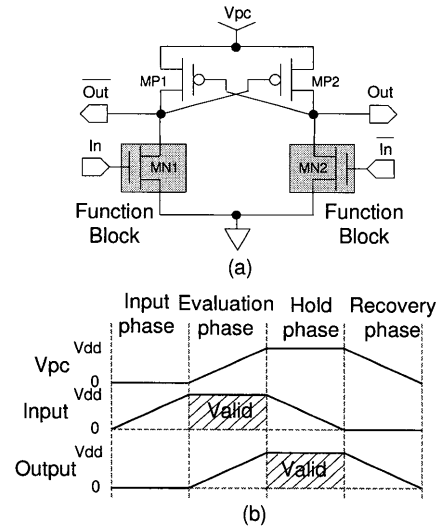 Vpc
MP1
MP2
Out
Out
In
In
MN1
MN2
Function
Block
Function
Block
(a)
Input
phase
Evaluation
phase
Hold
phase
Recovery
phase
Vpc
Vdd
0
Input
Vdd
0
Valid
Output
Vdd
0
Valid
(b)